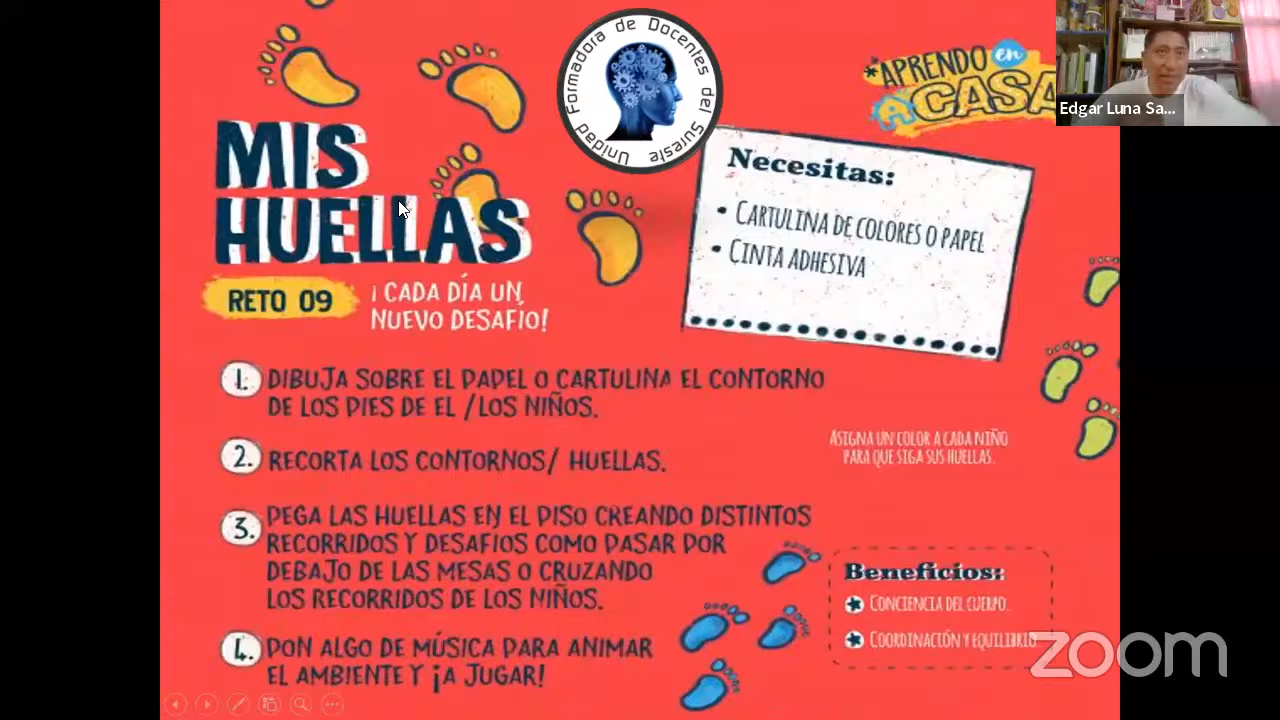 Unidad Formadora de Docentes del Sureste
*APRENDO en
A CASA
Edgar Luna Sa...
MIS
HUELLAS
RETO 09
¡CADA DÍA UN
NUEVO DESAFÍO!
Necesitas:
• CARTULINA DE COLORES O PAPEL
• CINTA ADHESIVA
1. DIBUJA SOBRE EL PAPEL O CARTULINA EL CONTORNO
DE LOS PIES DE EL /LOS NIÑOS.
2. RECORTA LOS CONTORNOS/ HUELLAS.
3. PEGA LAS HUELLAS EN EL PISO CREANDO DISTINTOS
RECORRIDOS Y DESAFIOS COMO PASAR POR
DEBAJO DE LAS MESAS O CRUZANDO
LOS RECORRIDOS DE LOS NIÑOS.
4. PON ALGO DE MÚSICA PARA ANIMAR
EL AMBIENTE Y ¡A JUGAR!
ASIGNA UN COLOR A CADA NIÑO
PARA QUE SIGA SUS HUELLAS.
Beneficios:
* CONCIENCIA DEL CUERPO.
* COORDINACIÓN Y EQUILIBRIO
zoom